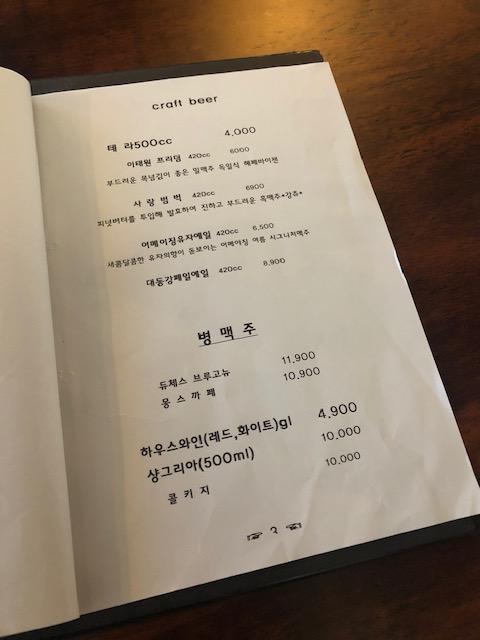 craft beer
테 라500cc 4,000
이태원 프리덤 420cc 6000
부드러운 목넘김이 좋은 밀맥주 독일식 헤페바이젠
사 랑 범 벅 420cc 6900
피넛버터를 투입해 발효하여 진하고 부드러운 흑맥주*강츄*
어메이징유자에일 420cc 6,500
새콤달콤한 유자의향이 돋보이는 어메이징 여름 시그니처맥주
대동강페일에일 420cc 8,900
병 맥 주
듀체스 브루고뉴 11.900
몽 스 카 페 10.900
하우스와인(레드,화이트)gl 4.900
샹그리아(500ml) 10.000
콜 키 지 10.000
☞ 3 ☜